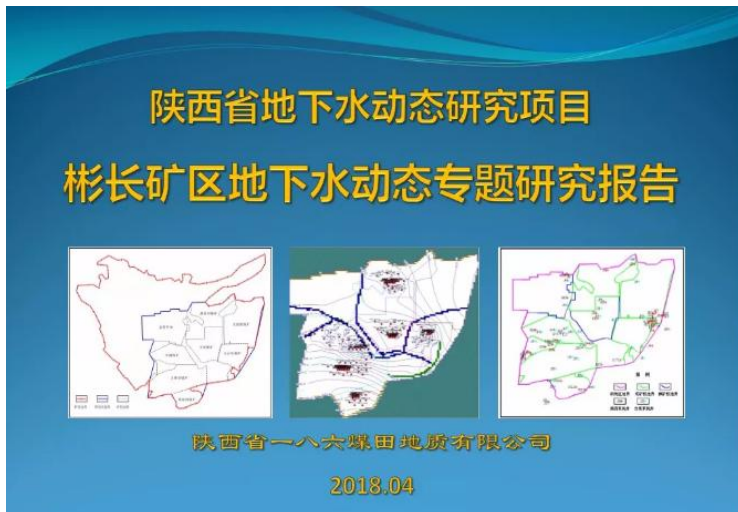 陕西省地下水动态研究项目
彬长矿区地下水动态专题研究报告
图 例
陕西省一八六煤田地质有限公司
2018.04